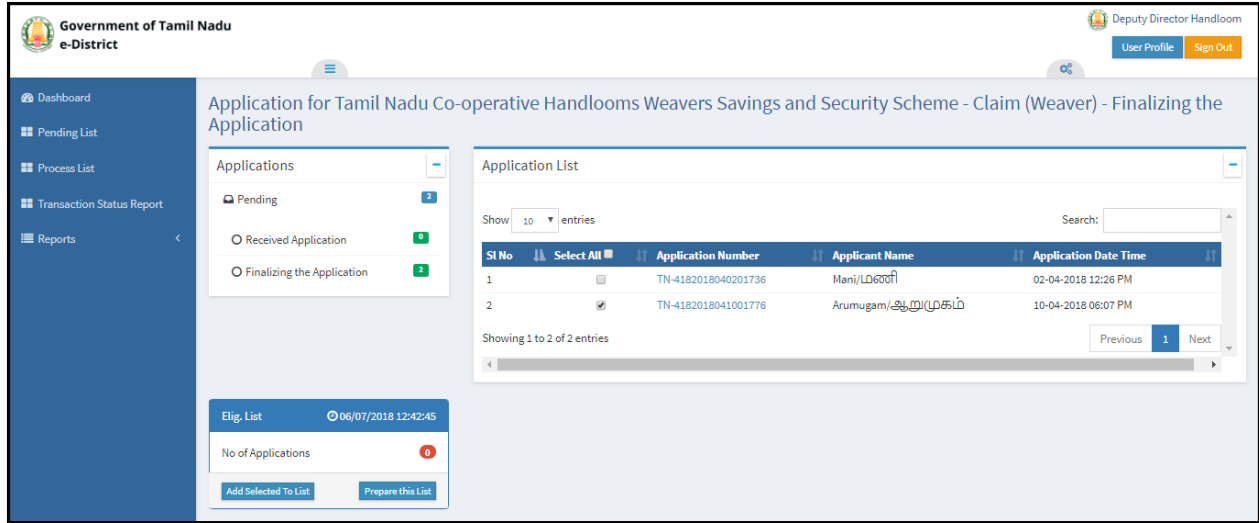 Government of Tamil Nadu
e-District
Deputy Director Handloom
User Profile
Sign Out
Dashboard
Pending List
Process List
Transaction Status Report
Reports
Application for Tamil Nadu Co-operative Handlooms Weavers Savings and Security Scheme - Claim (Weaver) - Finalizing the
Application
Applications
Pending 2
Received Application 0
Finalizing the Application 2
Application List
Show 10 entries
Search:
Sl No Select All Application Number Applicant Name Application Date Time
1 TN-4182018040201736 Mani/மணி 02-04-2018 12:26 PM
2 TN-4182018041001776 Arumugam/ஆறுமுகம் 10-04-2018 06:07 PM
Showing 1 to 2 of 2 entries
Previous 1 Next
Elig. List 06/07/2018 12:42:45
No of Applications 0
Add Selected To List Prepare this List